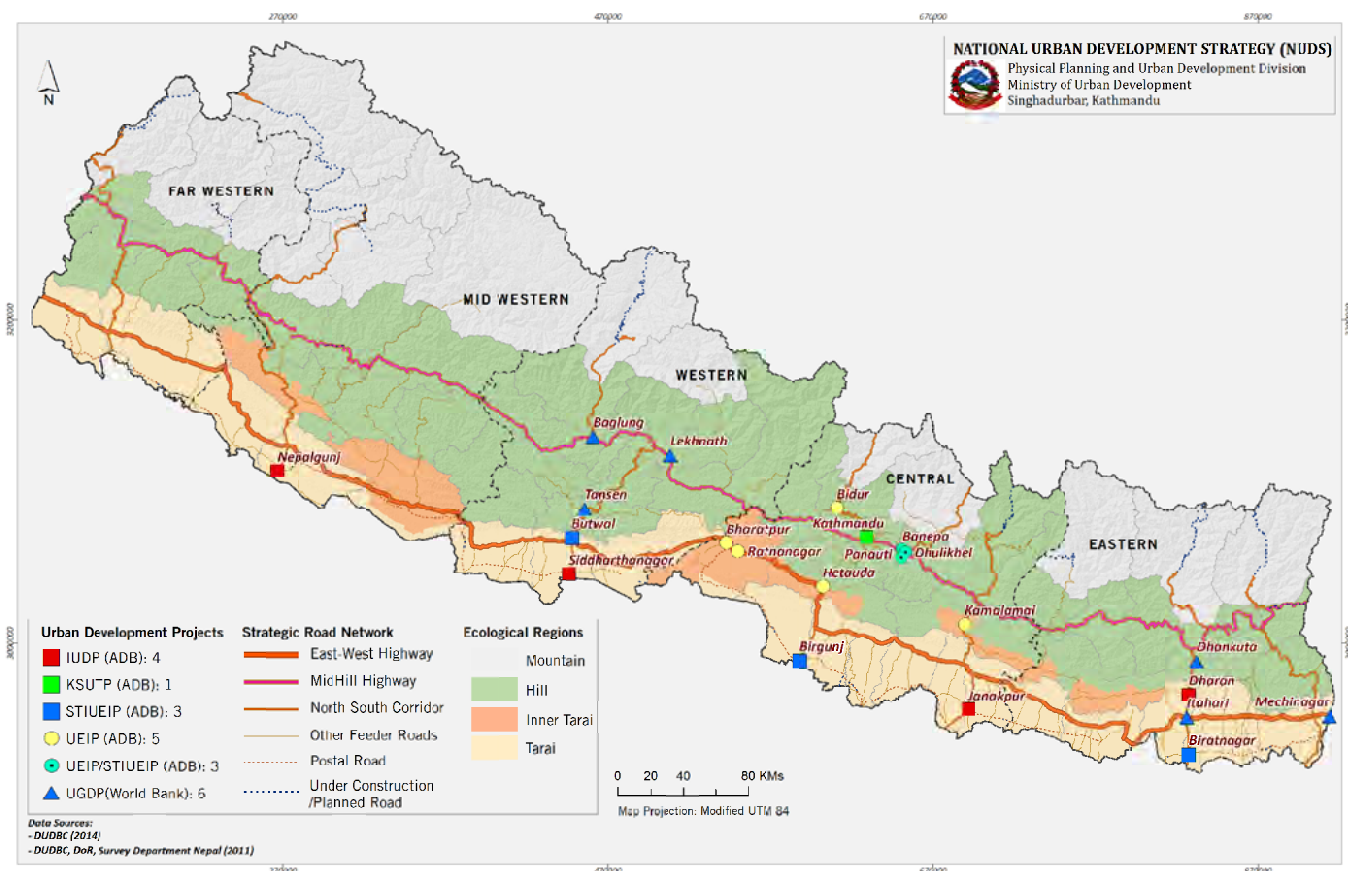 270000 470000 670000 870000
NATIONAL URBAN DEVELOPMENT STRATEGY (NUDS)
Physical Planning and Urban Development Division
Ministry of Urban Development
Singhadurbar, Kathmandu
N
FAR WESTERN
MID WESTERN
3200000
WESTERN
Baglung
Lekhnath
Nepalgunj
CENTRAL
Tansen
Bidur
Butwal
Kathmandu
Bharatpur
Banepa
EASTERN
Ratnanagar
Panauti
Dhulikhel
Siddharthanagar
Hetauda
Kamalamai
3000000
Birgunj
Dhankuta
Dharan
Janakpur
Itahari
Mechinagar
Biratnagar
Urban Development Projects
IUDP (ADB): 4
KSUTP (ADB): 1
STIUEIP (ADB): 3
UEIP (ADB): 5
UEIP/STIUEIP (ADB): 3
UGDP(World Bank): 6
Strategic Road Network
East-West Highway
MidHill Highway
North South Corridor
Other Feeder Roads
Postal Road
Under Construction
/Planned Road
Ecological Regions
Mountain
Hill
Inner Tarai
Tarai
0 20 40 80 KMs
Map Projection: Modified UTM 84
Data Sources:
- DUDBC (2014)
- DUDBC, DoR, Survey Department Nepal (2011)